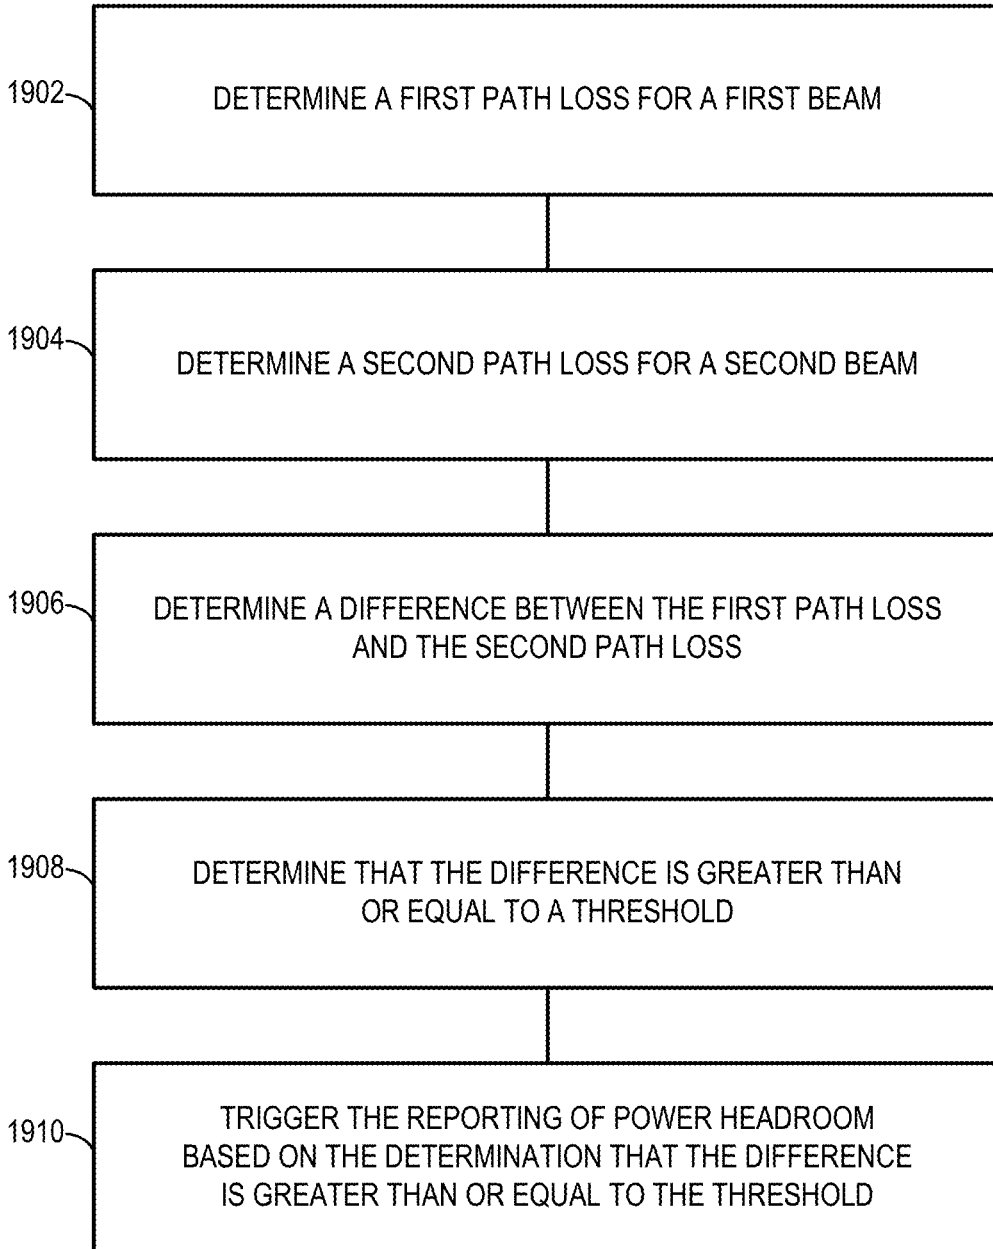 1902
DETERMINE A FIRST PATH LOSS FOR A FIRST BEAM
1904
DETERMINE A SECOND PATH LOSS FOR A SECOND BEAM
1906
DETERMINE A DIFFERENCE BETWEEN THE FIRST PATH LOSS
AND THE SECOND PATH LOSS
1908
DETERMINE THAT THE DIFFERENCE IS GREATER THAN
OR EQUAL TO A THRESHOLD
1910
TRIGGER THE REPORTING OF POWER HEADROOM
BASED ON THE DETERMINATION THAT THE DIFFERENCE
IS GREATER THAN OR EQUAL TO THE THRESHOLD